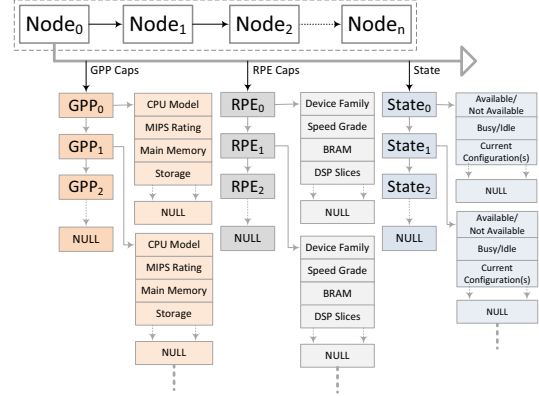 Node0 Node1 Node2 Noden
GPP Caps RPE Caps State
GPP0
GPP1
GPP2
NULL
CPU Model
MIPS Rating
Main Memory
Storage
NULL
CPU Model
MIPS Rating
Main Memory
Storage
NULL
RPE0
RPE1
RPE2
NULL
Device Family
Speed Grade
BRAM
DSP Slices
NULL
Device Family
Speed Grade
BRAM
DSP Slices
NULL
State0
State1
State2
NULL
Available/
Not Available
Busy/Idle
Current
Configuration(s)
NULL
Available/
Not Available
Busy/Idle
Current
Configuration(s)
NULL